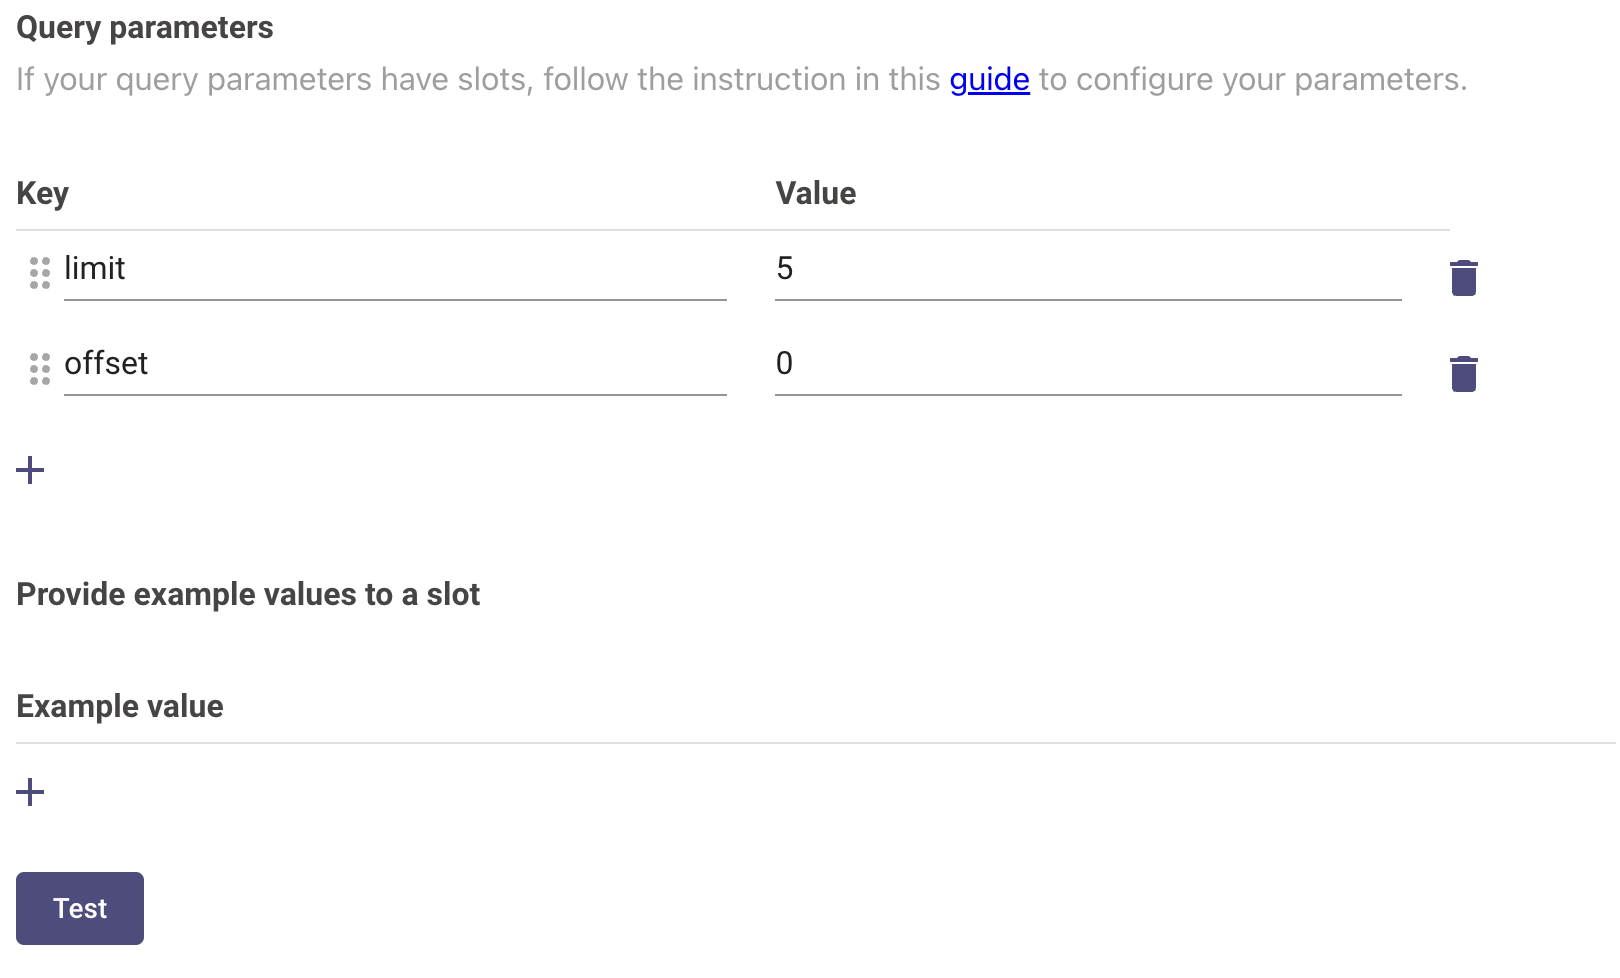 Query parameters
If your query parameters have slots, follow the instruction in this guide to configure your parameters.
Key Value
limit 5
offset 0
Provide example values to a slot
Example value
Test